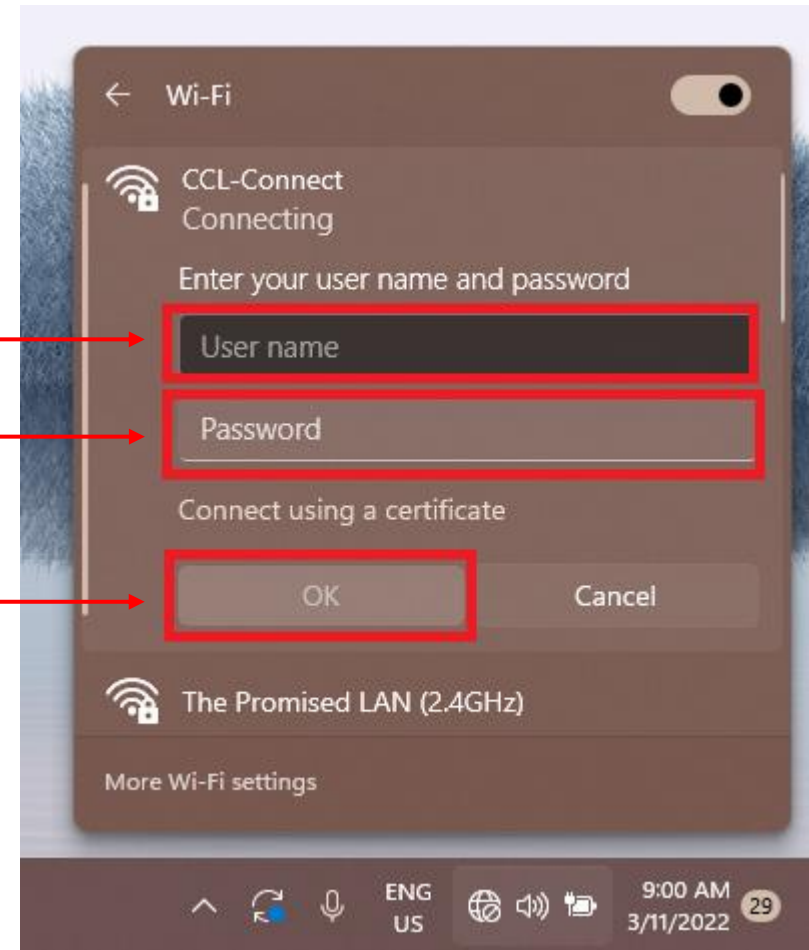 Wi-Fi
CCL-Connect
Connecting
Enter your user name and password
User name
Password
Connect using a certificate
OK Cancel
The Promised LAN (2.4GHz)
More Wi-Fi settings
ENG 9:00 AM
US 3/11/2022 29